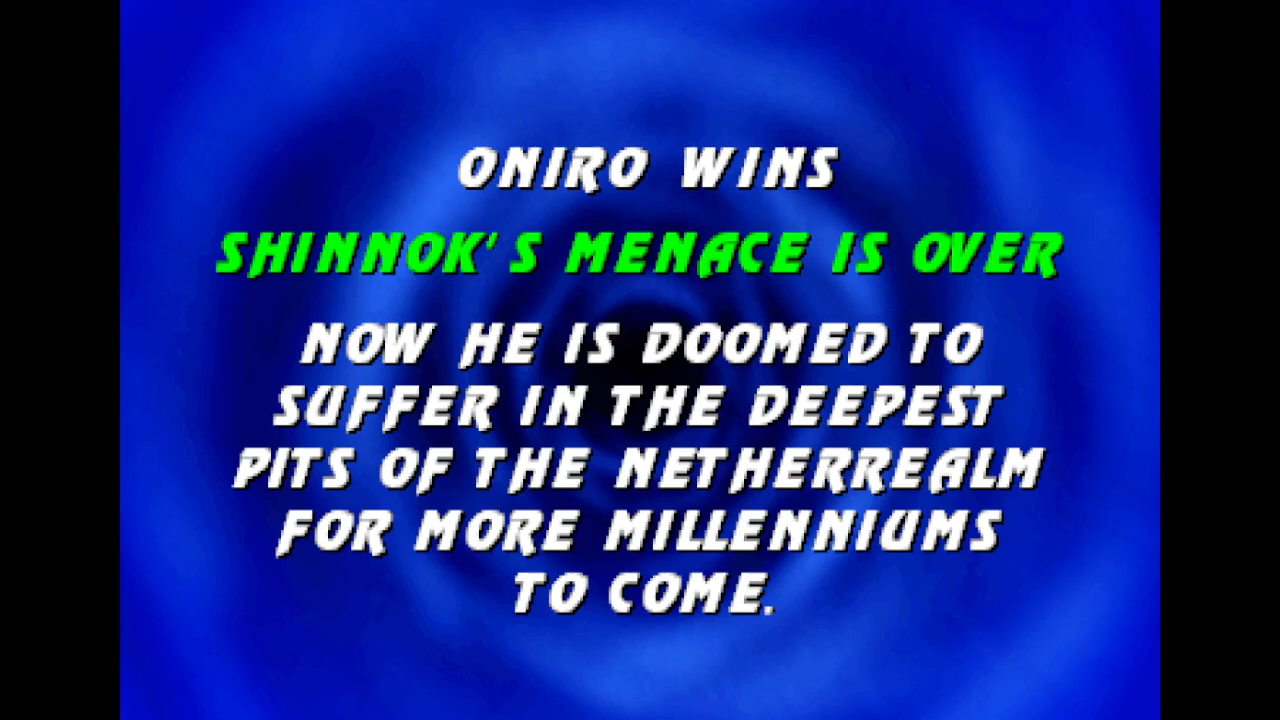 ONIRO WINS
SHINNOK'S MENACE IS OVER
NOW HE IS DOOMED TO
SUFFER IN THE DEEPEST
PITS OF THE NETHERREALM
FOR MORE MILLENNIUMS
TO COME.